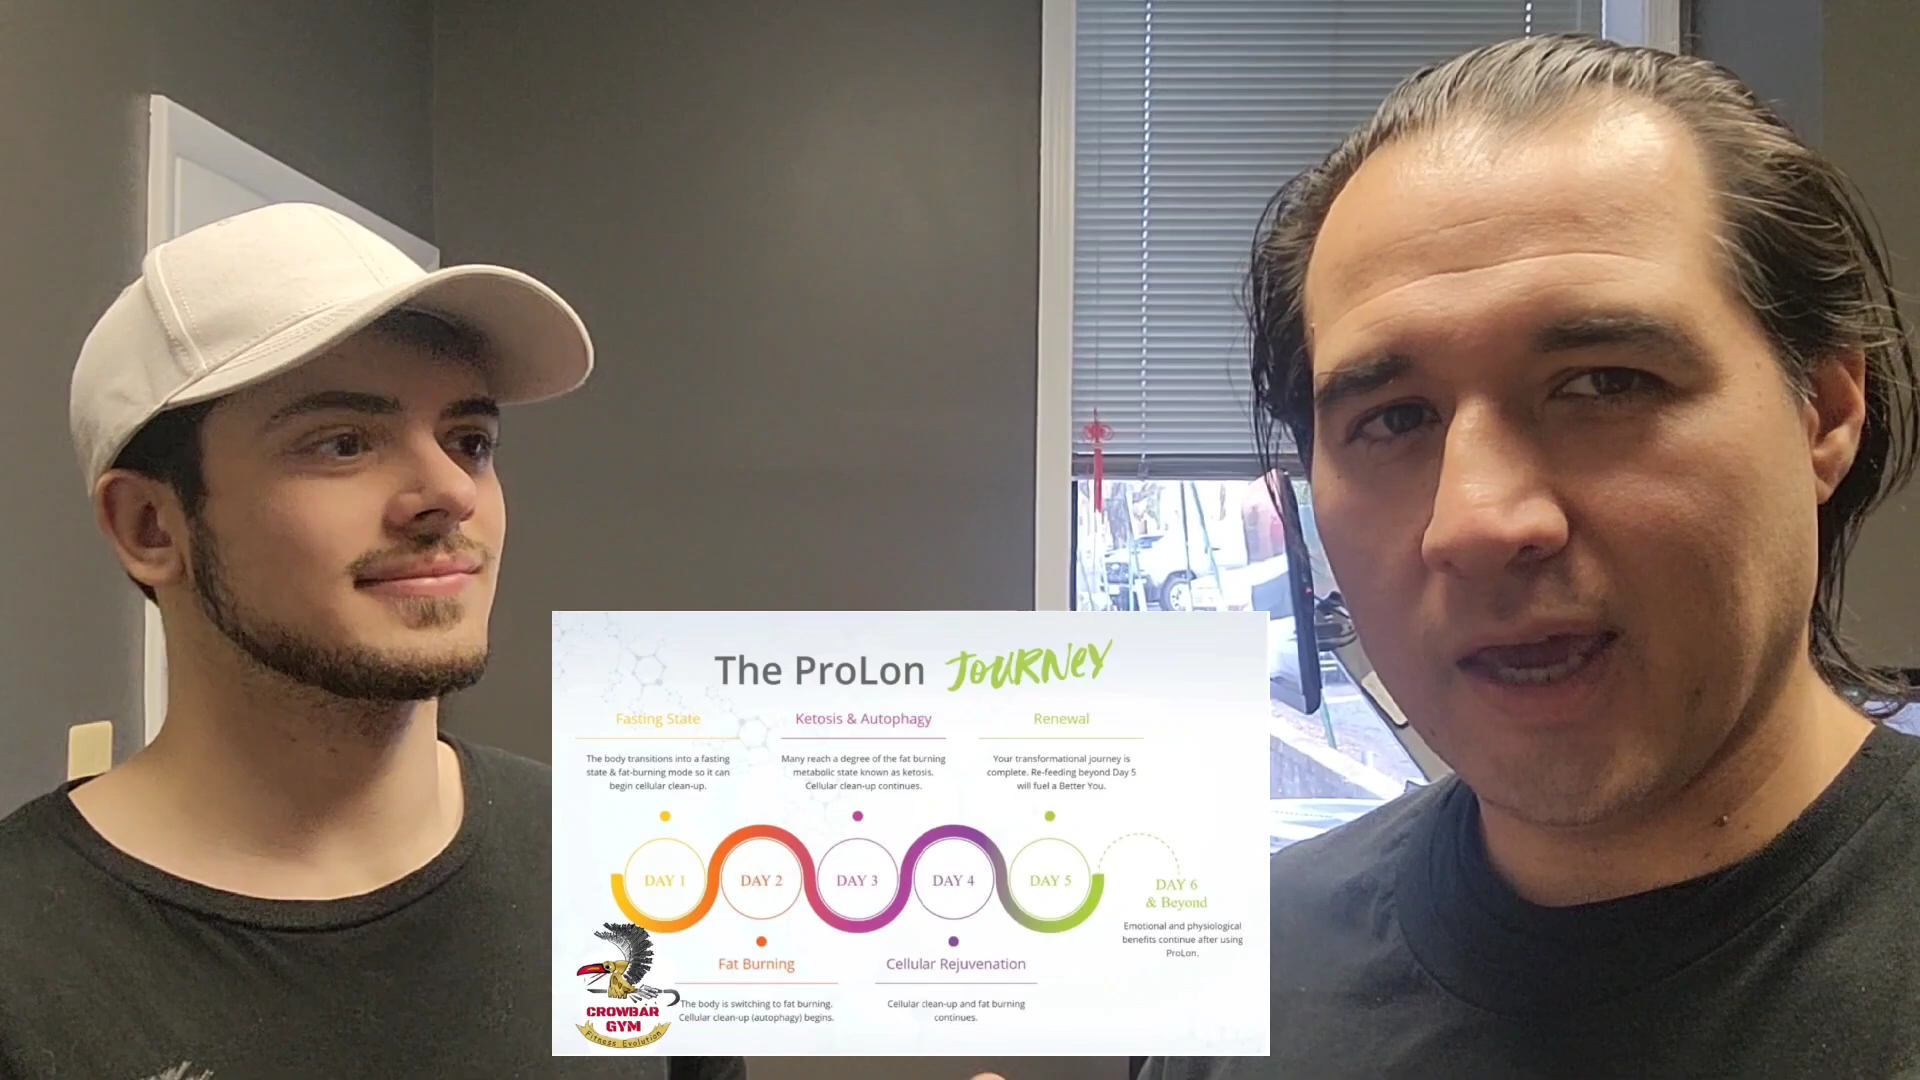 The ProLon JOURNEY
Fasting State
The body transitions into a fasting
state & fat-burning mode so it can
begin cellular clean-up.
Ketosis & Autophagy
Many reach a degree of the fat burning
metabolic state known as ketosis.
Cellular clean-up continues.
Renewal
Your transformational journey is
complete. Re-feeding beyond Day 5
will fuel a Better You.
DAY 1
DAY 2
DAY 3
DAY 4
DAY 5
DAY 6
& Beyond
Emotional and physiological
benefits continue after using
ProLon.
Fat Burning
The body is switching to fat burning.
Cellular clean-up (autophagy) begins.
Cellular Rejuvenation
Cellular clean-up and fat burning
continues.
CROWBAR
GYM
Fitness Evolution